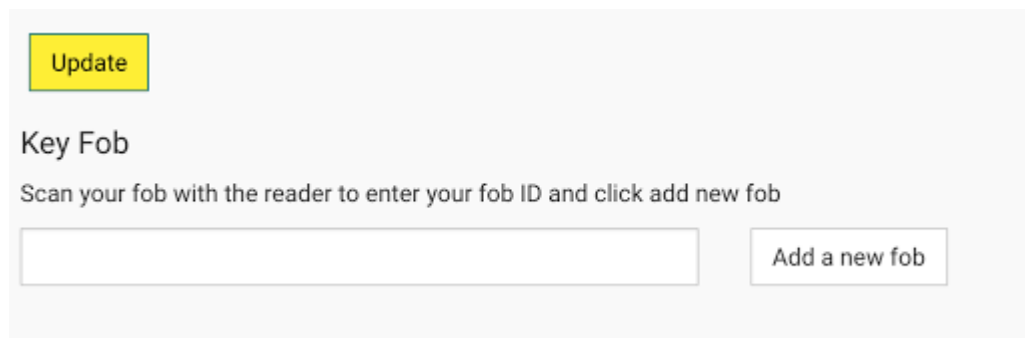 Update
Key Fob
Scan your fob with the reader to enter your fob ID and click add new fob
Add a new fob